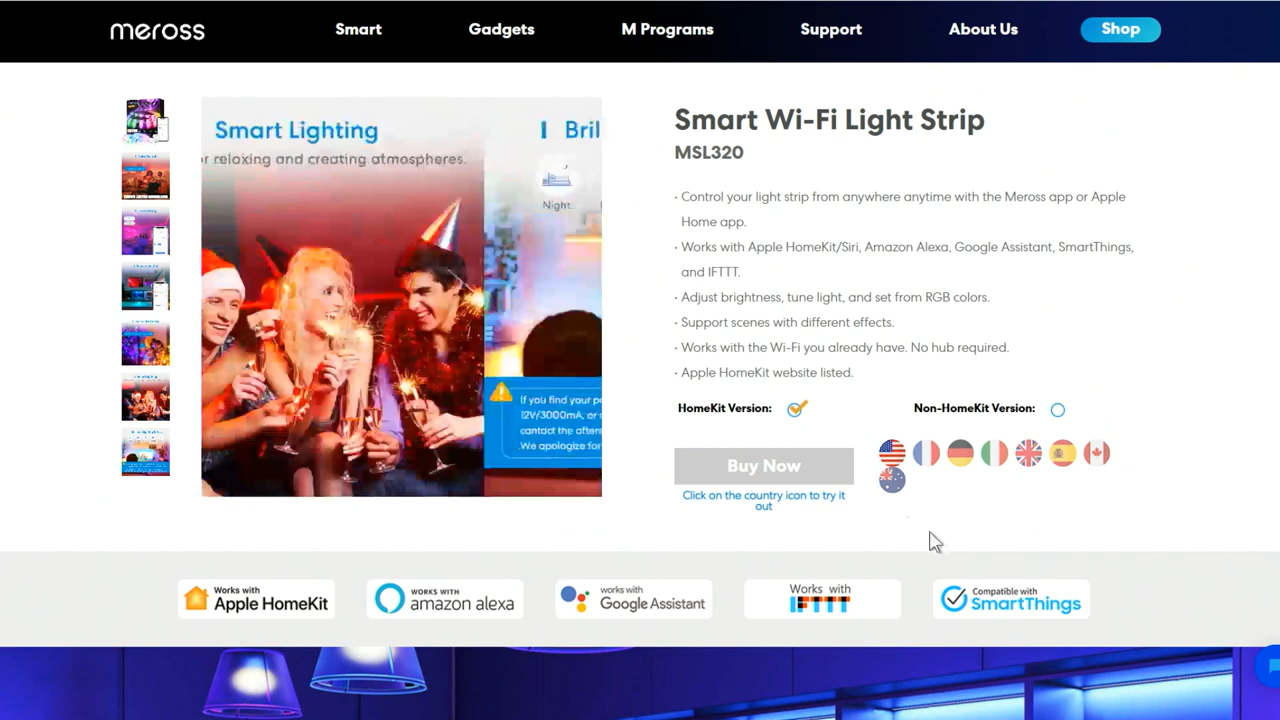 meross
Smart
Gadgets
M Programs
Support
About Us
Shop
Smart Lighting
or relaxing and creating atmospheres.
Bril
Night.
If you find your po
12V/3000mA, or
contact the after
We apologize for
Smart Wi-Fi Light Strip
MSL320
· Control your light strip from anywhere anytime with the Meross app or Apple
Home app.
· Works with Apple HomeKit/Siri, Amazon Alexa, Google Assistant, SmartThings,
and IFTTT.
· Adjust brightness, tune light, and set from RGB colors.
· Support scenes with different effects.
· Works with the Wi-Fi you already have. No hub required.
· Apple HomeKit website listed.
HomeKit Version:
Non-HomeKit Version:
Buy Now
Click on the country icon to try it
out
Works with
Apple HomeKit
WORKS WITH
amazon alexa
works with
Google Assistant
Works with
IFTTT
Compatible with
SmartThings